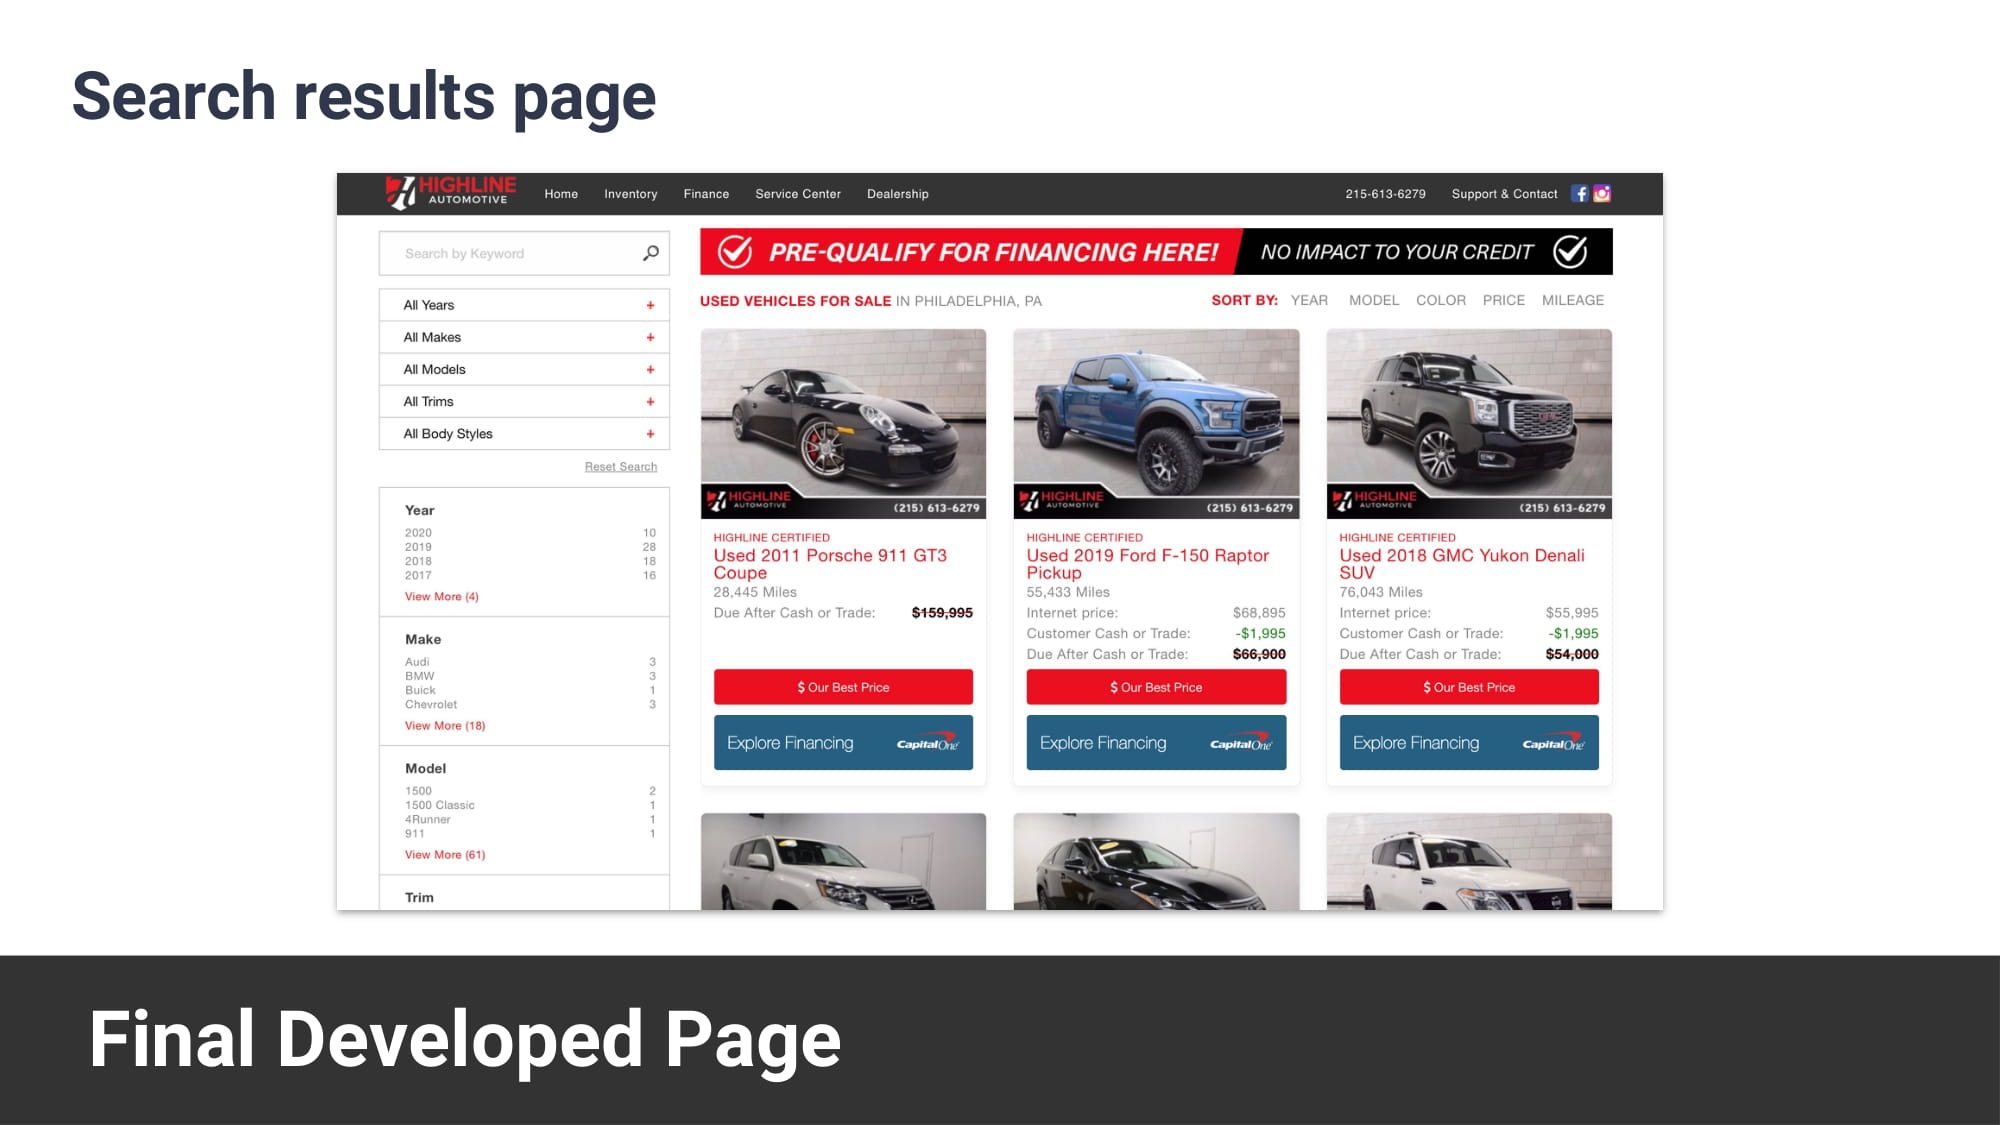 Search results page
HIGHLINE
AUTOMOTIVE
Home Inventory Finance Service Center Dealership 215-613-6279 Support & Contact
Search by Keyword
All Years +
All Makes +
All Models +
All Trims +
All Body Styles +
Reset Search
Year
2020 10
2019 28
2018 18
2017 16
View More (4)
Make
Audi 3
BMW 3
Buick 1
Chevrolet 3
View More (18)
Model
1500 2
1500 Classic 1
4Runner 1
911 1
View More (61)
Trim
PRE-QUALIFY FOR FINANCING HERE! NO IMPACT TO YOUR CREDIT
USED VEHICLES FOR SALE IN PHILADELPHIA, PA
SORT BY: YEAR MODEL COLOR PRICE MILEAGE
HIGHLINE
AUTOMOTIVE
(215) 613-6279
HIGHLINE CERTIFIED
Used 2011 Porsche 911 GT3
Coupe
28,445 Miles
Due After Cash or Trade: $159,995
$ Our Best Price
Explore Financing CapitalOne
HIGHLINE
AUTOMOTIVE
(215) 613-6279
HIGHLINE CERTIFIED
Used 2019 Ford F-150 Raptor
Pickup
55,433 Miles
Internet price: $68,895
Customer Cash or Trade: -$1,995
Due After Cash or Trade: $66,900
$ Our Best Price
Explore Financing CapitalOne
HIGHLINE
AUTOMOTIVE
(215) 613-6279
HIGHLINE CERTIFIED
Used 2018 GMC Yukon Denali
SUV
76,043 Miles
Internet price: $55,995
Customer Cash or Trade: -$1,995
Due After Cash or Trade: $54,000
$ Our Best Price
Explore Financing CapitalOne
Final Developed Page